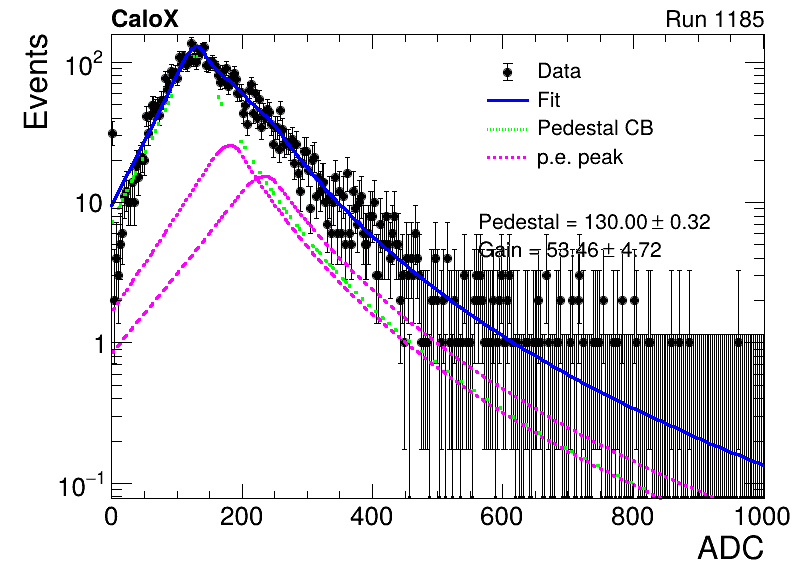 CaloX Run 1185
Events
Data
Fit
Pedestal CB
p.e. peak
Pedestal = 130.00 ± 0.32
Gain = 53.46 ± 4.72
10²
10
1
10⁻¹
0 200 400 600 800 1000
ADC